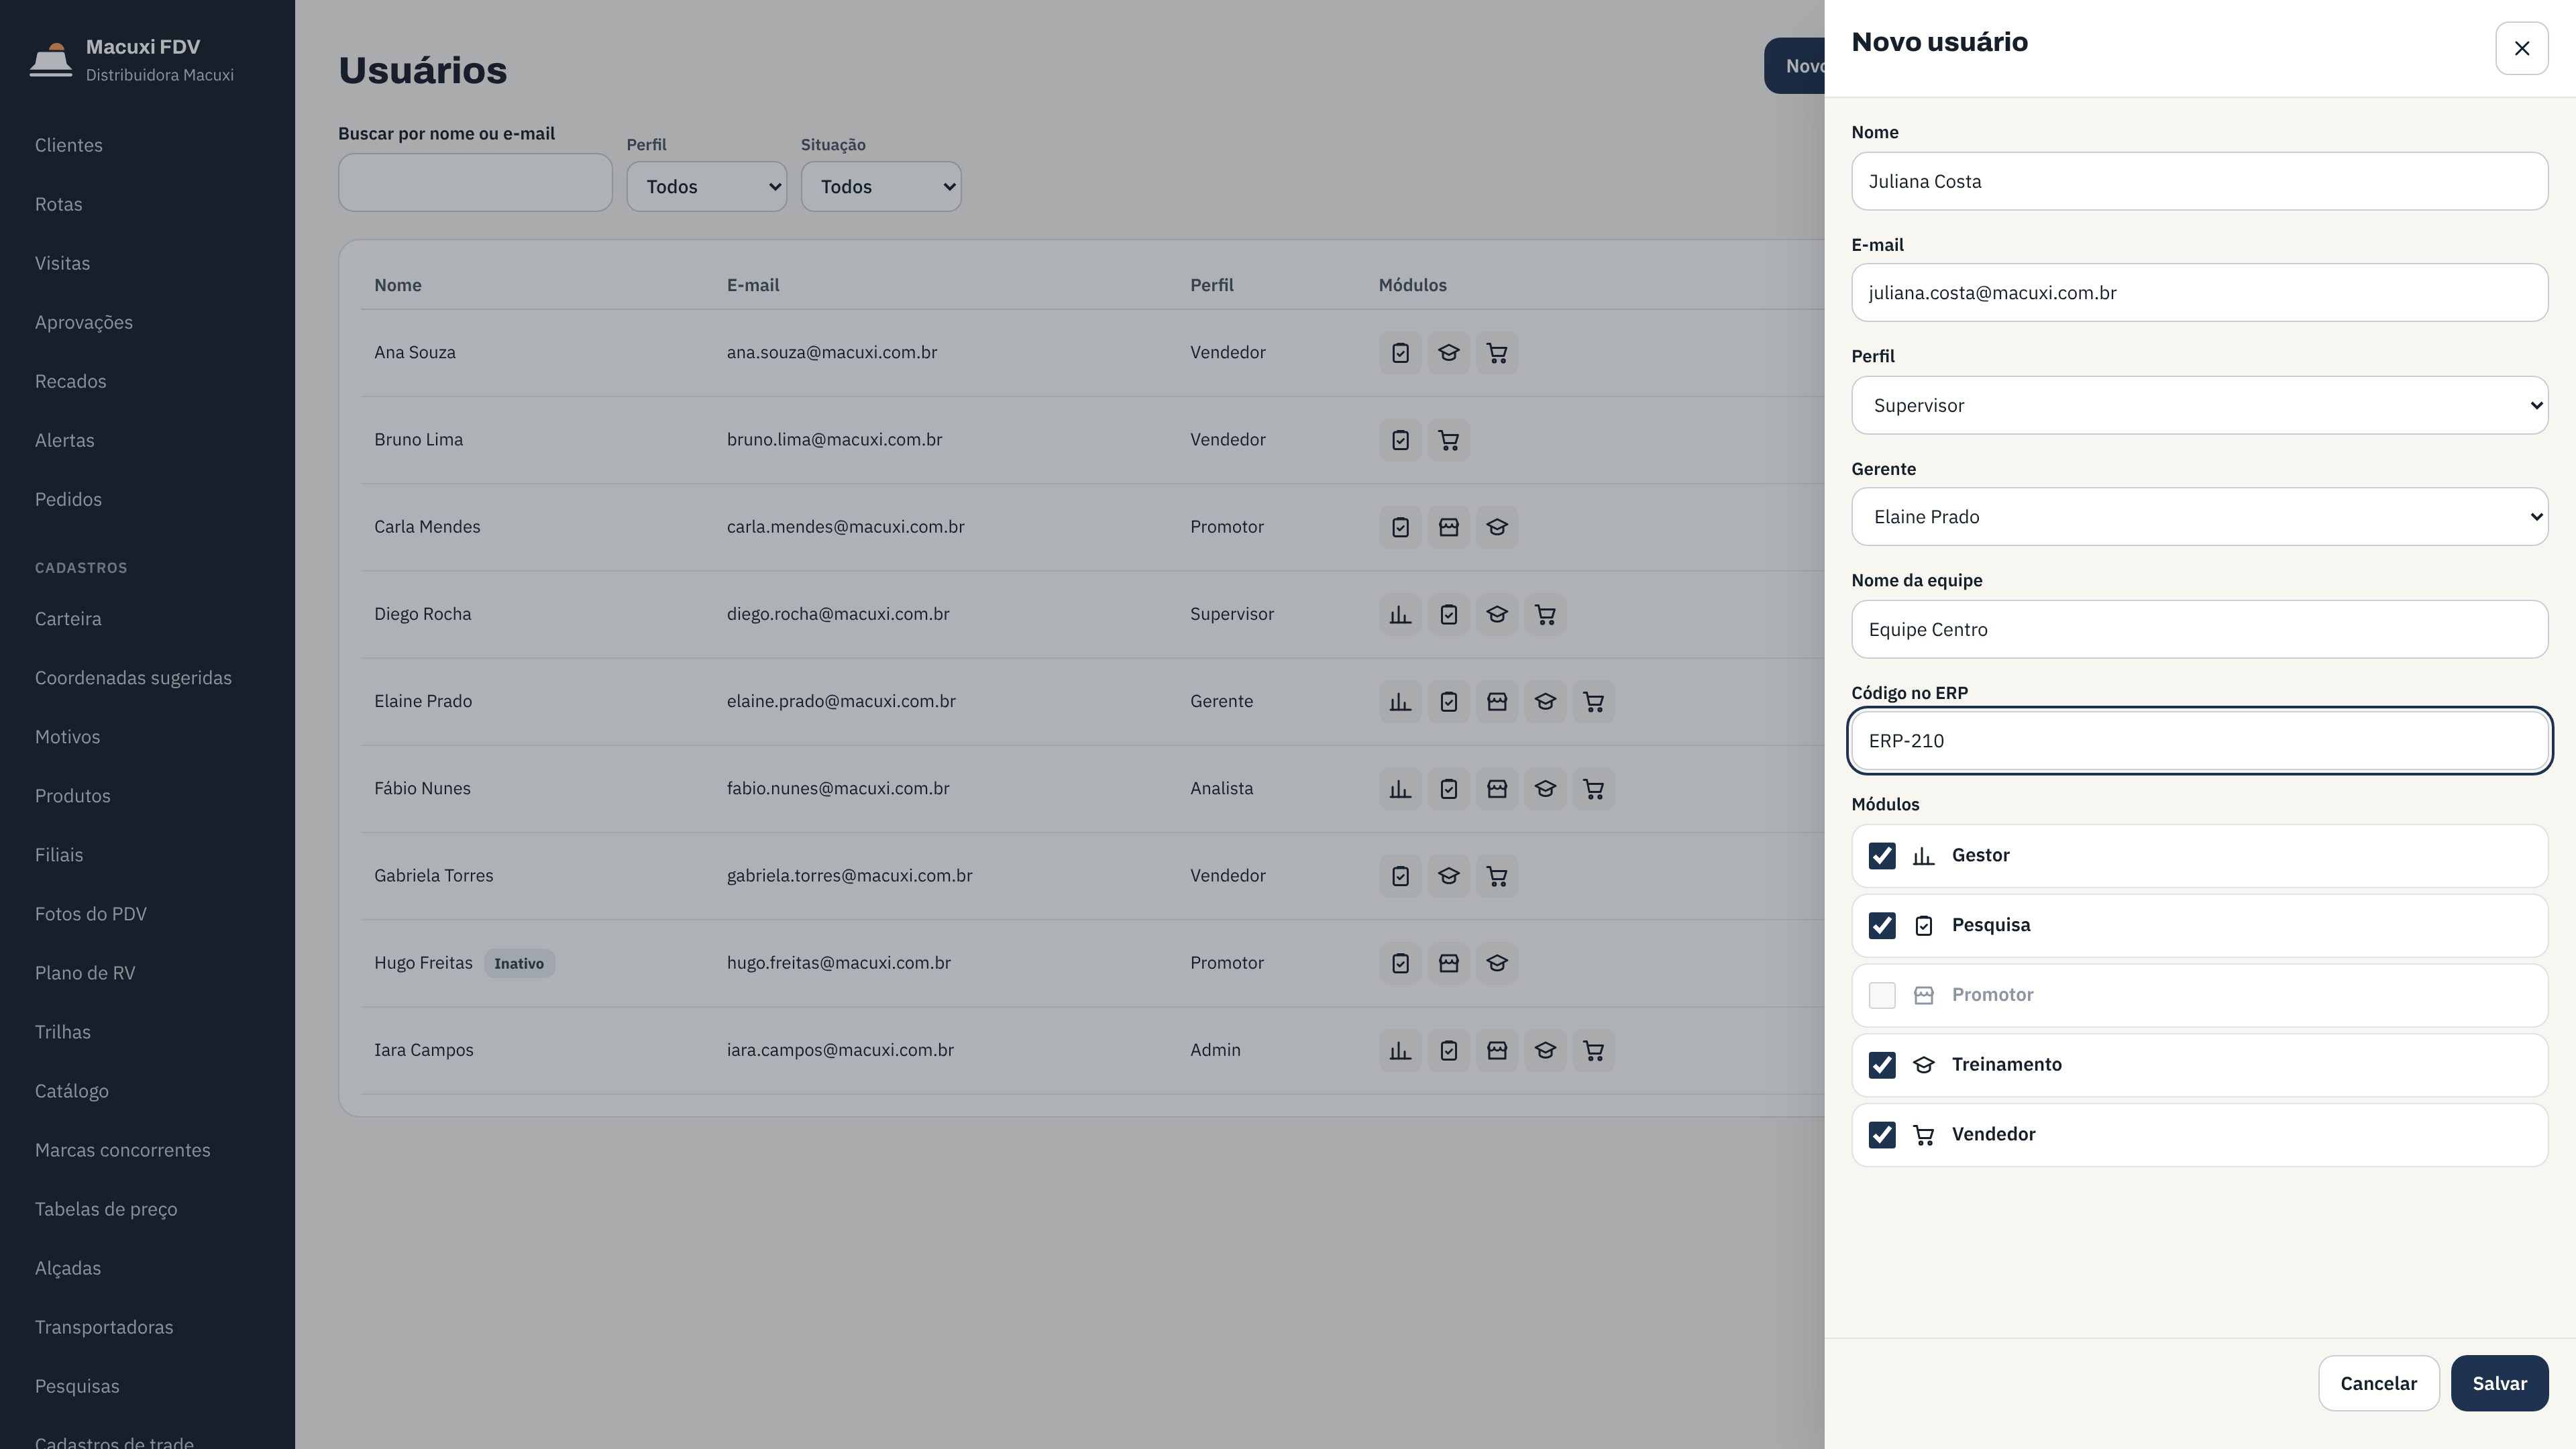 Macuxi FDV
Distribuidora Macuxi
Clientes
Rotas
Visitas
Aprovações
Recados
Alertas
Pedidos
CADASTROS
Carteira
Coordenadas sugeridas
Motivos
Produtos
Filiais
Fotos do PDV
Plano de RV
Trilhas
Catálogo
Marcas concorrentes
Tabelas de preço
Alçadas
Transportadoras
Pesquisas
Cadastros de trade
Usuários
Novo
Buscar por nome ou e-mail
Perfil
Todos
Situação
Todos
Nome E-mail Perfil Módulos
Ana Souza ana.souza@macuxi.com.br Vendedor
Bruno Lima bruno.lima@macuxi.com.br Vendedor
Carla Mendes carla.mendes@macuxi.com.br Promotor
Diego Rocha diego.rocha@macuxi.com.br Supervisor
Elaine Prado elaine.prado@macuxi.com.br Gerente
Fábio Nunes fabio.nunes@macuxi.com.br Analista
Gabriela Torres gabriela.torres@macuxi.com.br Vendedor
Hugo Freitas Inativo hugo.freitas@macuxi.com.br Promotor
Iara Campos iara.campos@macuxi.com.br Admin
Novo usuário
Nome
Juliana Costa
E-mail
juliana.costa@macuxi.com.br
Perfil
Supervisor
Gerente
Elaine Prado
Nome da equipe
Equipe Centro
Código no ERP
ERP-210
Módulos
Gestor
Pesquisa
Promotor
Treinamento
Vendedor
Cancelar
Salvar